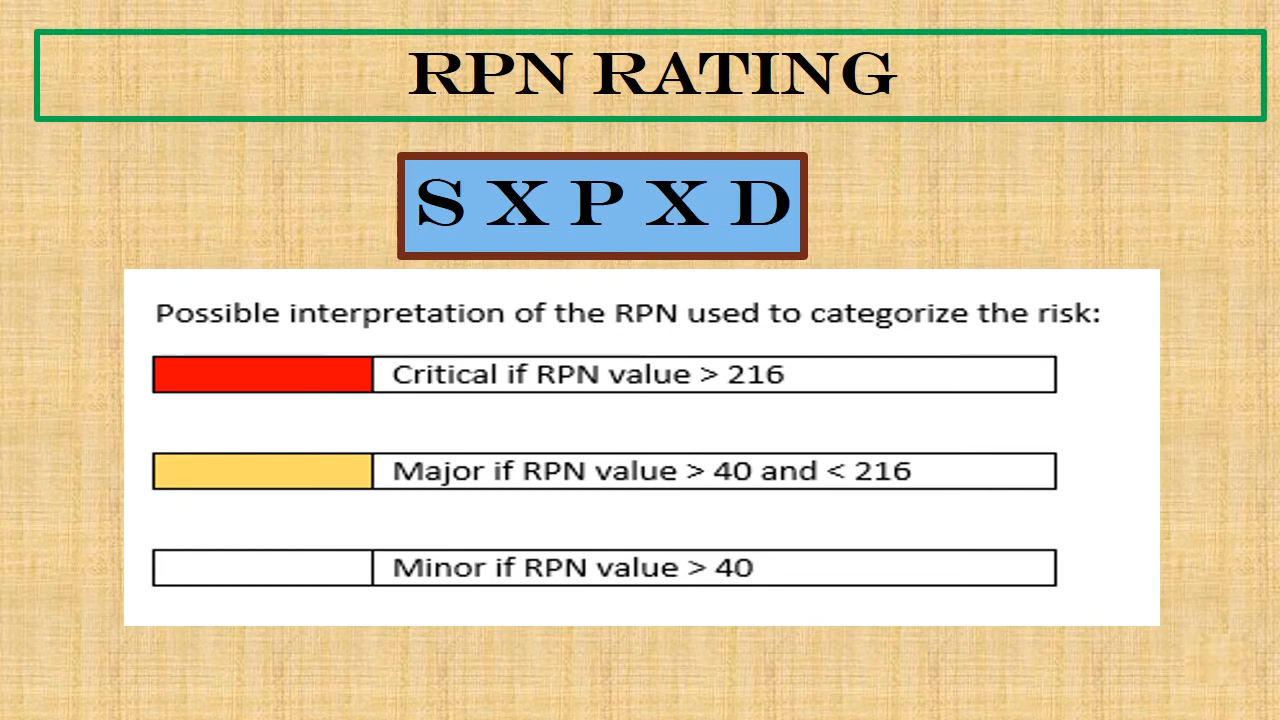 RPN RATING
S X P X D
Possible interpretation of the RPN used to categorize the risk:
Critical if RPN value > 216
Major if RPN value > 40 and < 216
Minor if RPN value > 40